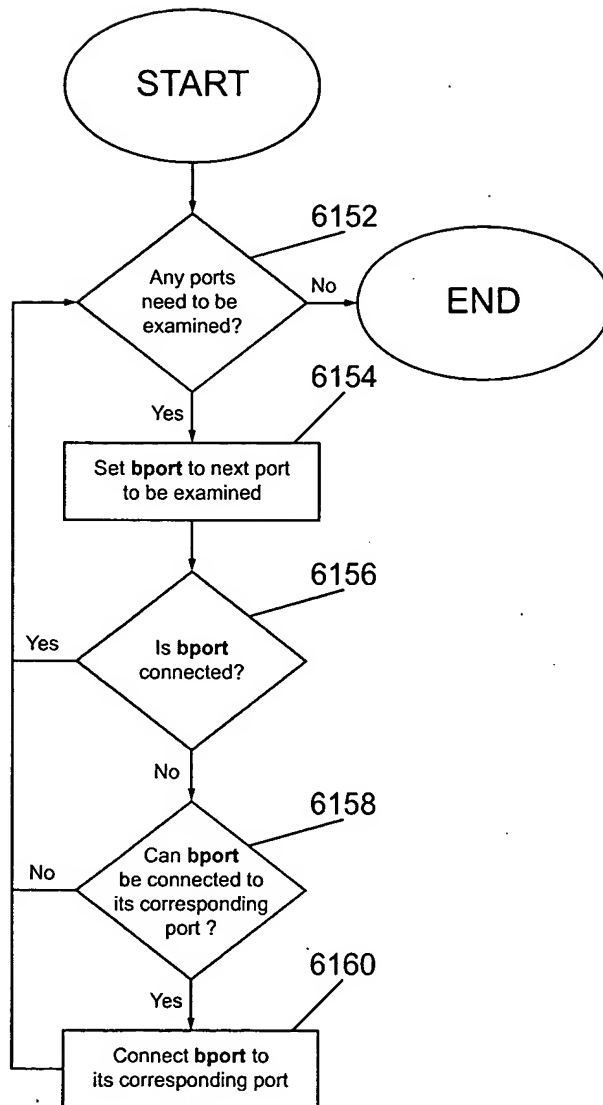 START
6152
Any ports
need to be
examined?
No
END
6154
Yes
Set bport to next port
to be examined
6156
Yes
Is bport
connected?
No
6158
No
Can bport
be connected to
its corresponding
port ?
6160
Yes
Connect bport to
its corresponding port